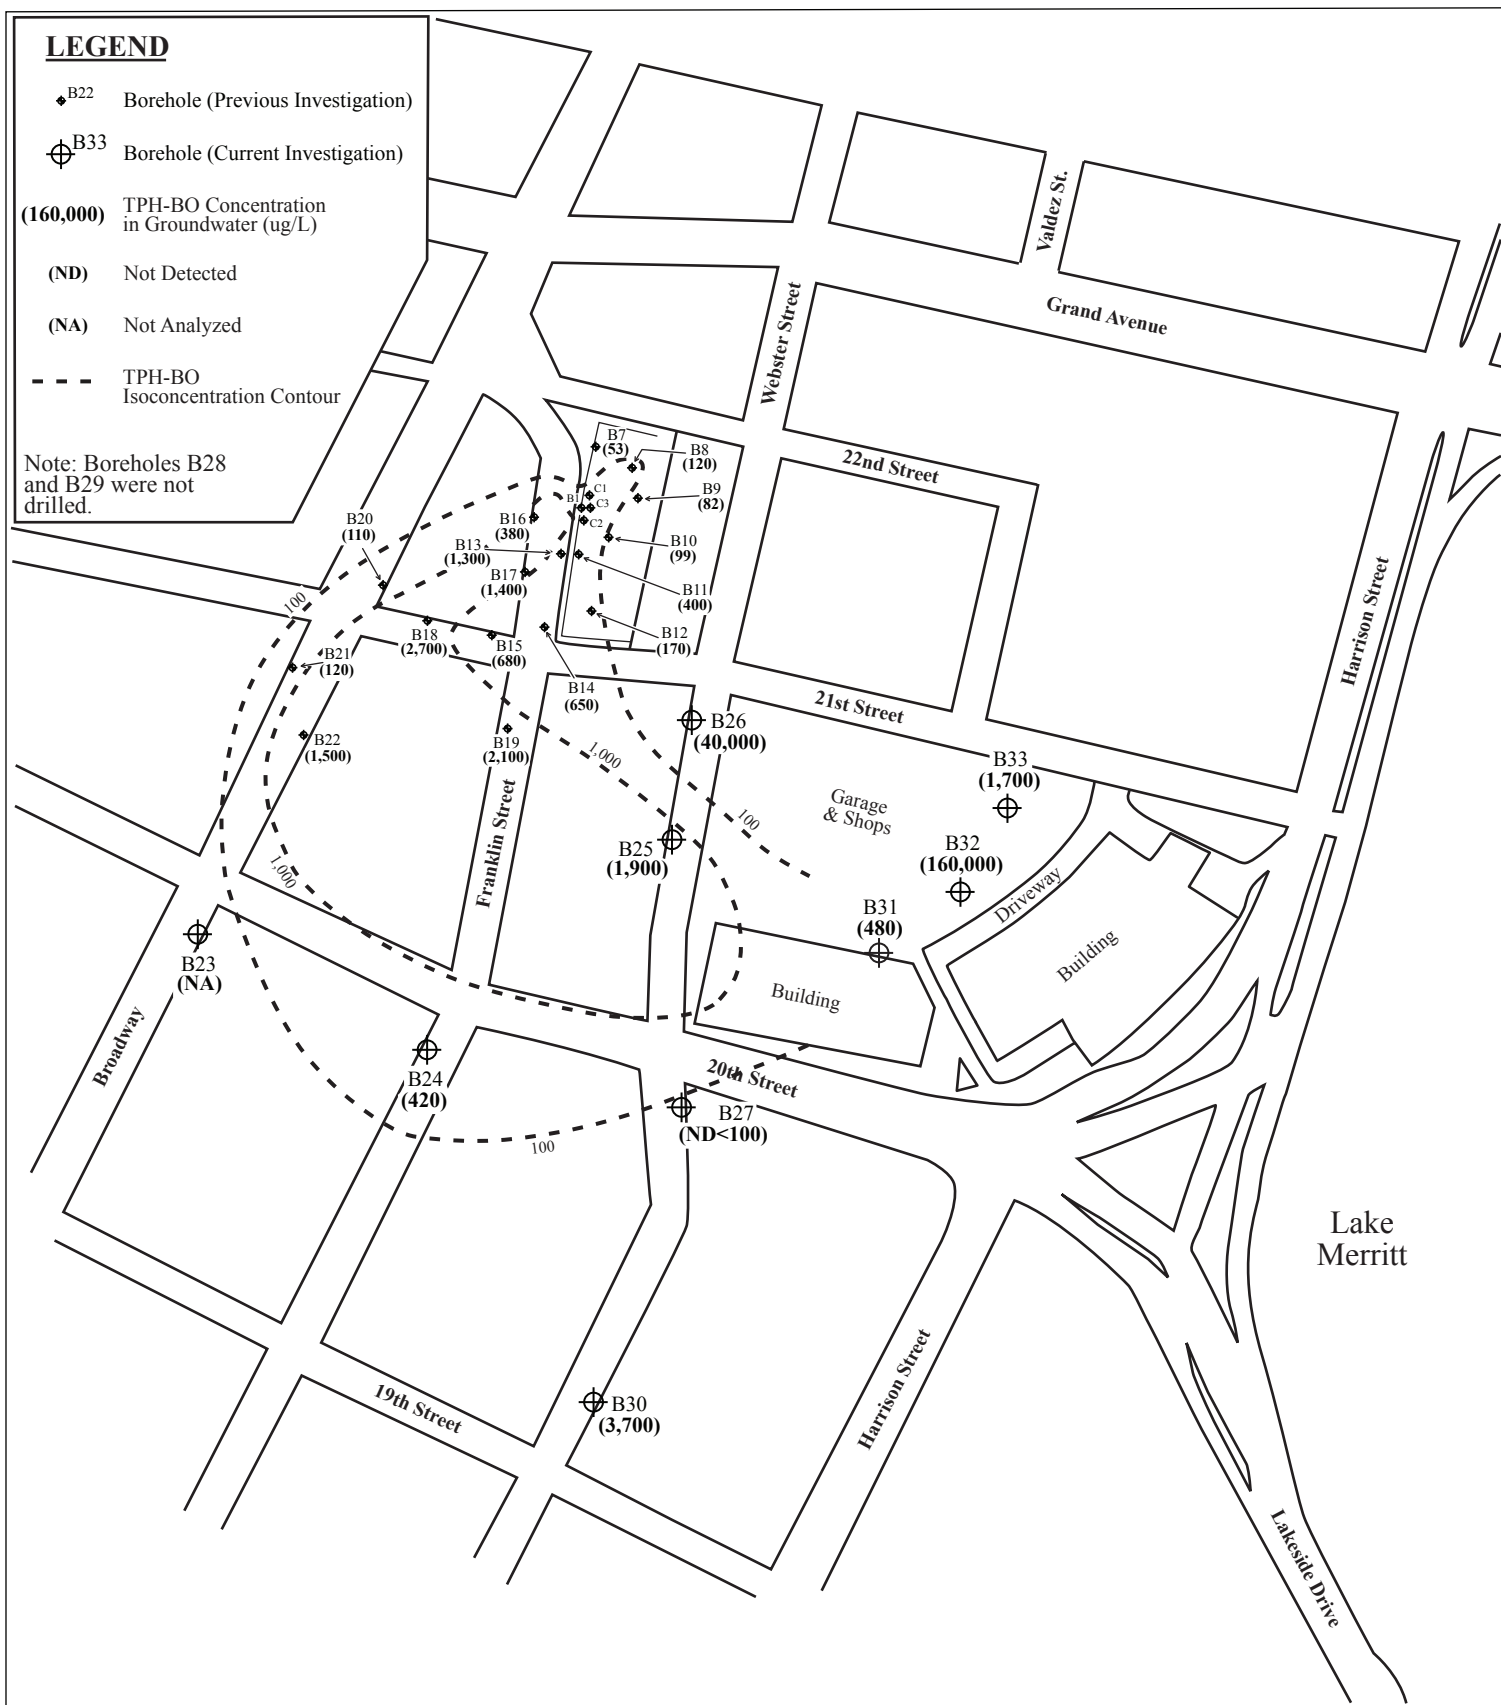 LEGEND
B22 Borehole (Previous Investigation)
B33 Borehole (Current Investigation)
(160,000) TPH-BO Concentration
in Groundwater (ug/L)
(ND) Not Detected
(NA) Not Analyzed
TPH-BO
Isoconcentration Contour
Note: Boreholes B28
and B29 were not
drilled.
Valdez St.
Grand Avenue
Webster Street
22nd Street
Harrison Street
B7
(53)
B8
(120)
B9
(82)
C1
B1
C3
C2
B16
(380)
B20
(110)
B13
(1,300)
B10
(99)
B17
(1,400)
B11
(400)
100
B18
(2,700)
B15
(680)
B12
(170)
B21
(120)
B14
(650)
21st Street
B26
(40,000)
B22
(1,500)
B19
(2,100)
1,000
B33
(1,700)
Garage
& Shops
100
Franklin Street
B25
(1,900)
B32
(160,000)
1,000
Driveway
B31
(480)
Building
B23
(NA)
Building
Broadway
B24
(420)
20th Street
B27
(ND<100)
100
Lake
Merritt
Harrison Street
19th Street
B30
(3,700)
Lakeside Drive